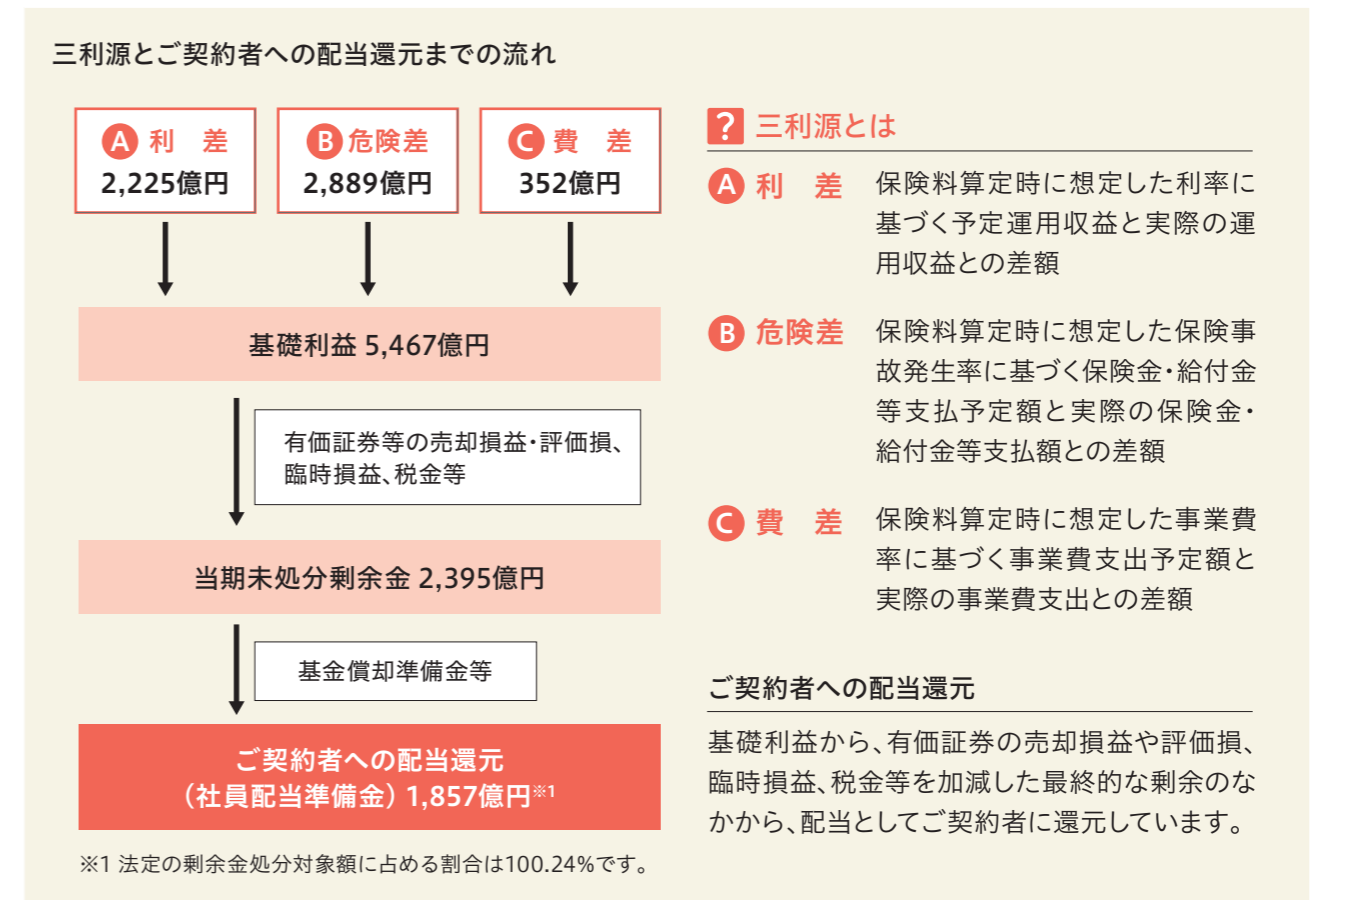 三利源とご契約者への配当還元までの流れ
A 利　差
2,225億円
B 危険差
2,889億円
C 費　差
352億円
基礎利益 5,467億円
有価証券等の売却損益・評価損、
臨時損益、税金等
当期未処分剰余金 2,395億円
基金償却準備金等
ご契約者への配当還元
（社員配当準備金）1,857億円※1
※1 法定の剰余金処分対象額に占める割合は100.24%です。
? 三利源とは
A 利　差
保険料算定時に想定した利率に
基づく予定運用収益と実際の運
用収益との差額
B 危険差
保険料算定時に想定した保険事
故発生率に基づく保険金・給付金
等支払予定額と実際の保険金・
給付金等支払額との差額
C 費　差
保険料算定時に想定した事業費
率に基づく事業費支出予定額と
実際の事業費支出との差額
ご契約者への配当還元
基礎利益から、有価証券の売却損益や評価損、
臨時損益、税金等を加減した最終的な剰余のな
かから、配当としてご契約者に還元しています。